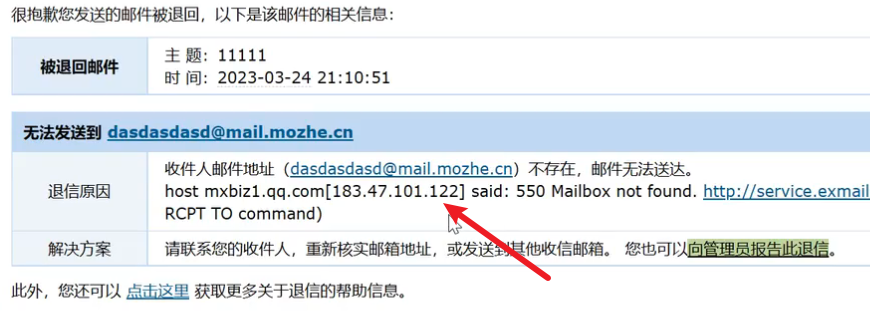 很抱歉您发送的邮件被退回，以下是该邮件的相关信息：
被退回邮件
主 题：11111
时 间：2023-03-24 21:10:51
无法发送到 dasdasdasd@mail.mozhe.cn
退信原因
收件人邮件地址（dasdasdasd@mail.mozhe.cn）不存在，邮件无法送达。
host mxbiz1.qq.com[183.47.101.122] said: 550 Mailbox not found. http://service.exmail
RCPT TO command)
解决方案
请联系您的收件人，重新核实邮箱地址，或发送到其他收信邮箱。 您也可以向管理员报告此退信。
此外，您还可以 点击这里 获取更多关于退信的帮助信息。